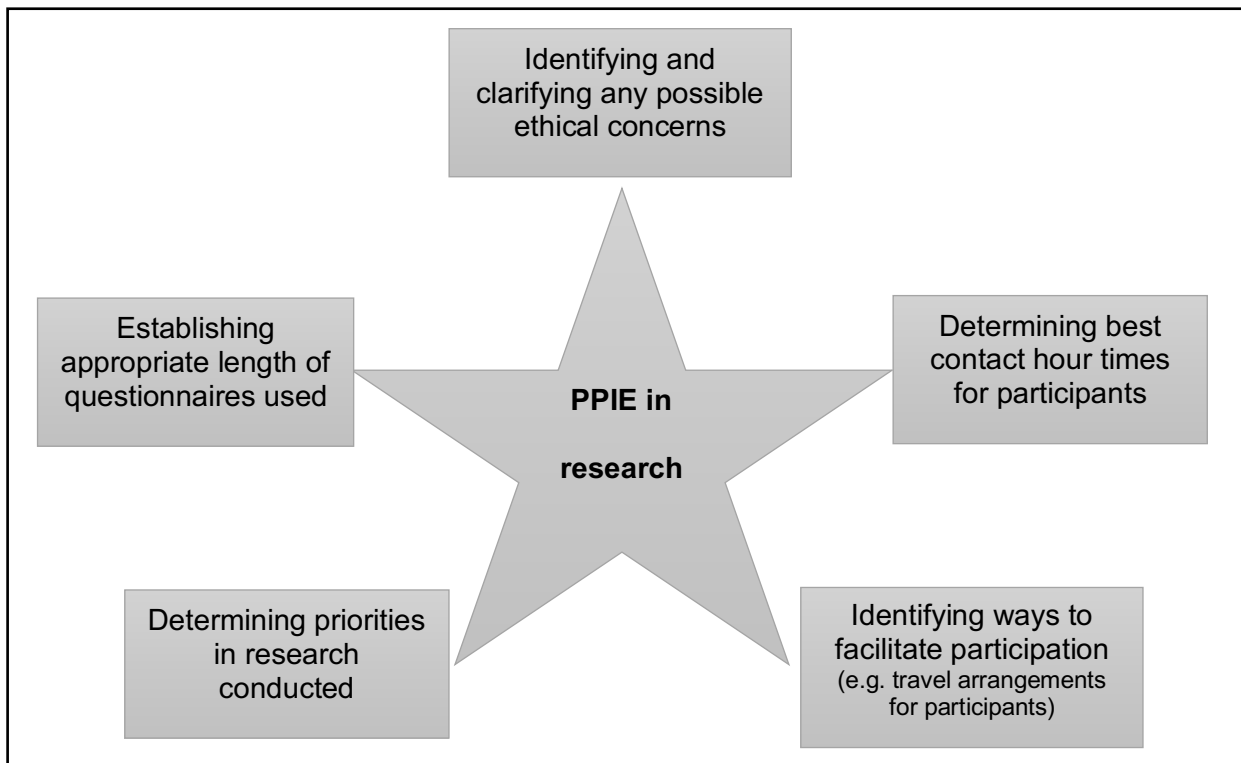 Identifying and
clarifying any possible
ethical concerns
Establishing
appropriate length of
questionnaires used
Determining best
contact hour times
for participants
PPIE in
research
Determining priorities
in research
conducted
Identifying ways to
facilitate participation
(e.g. travel arrangements
for participants)